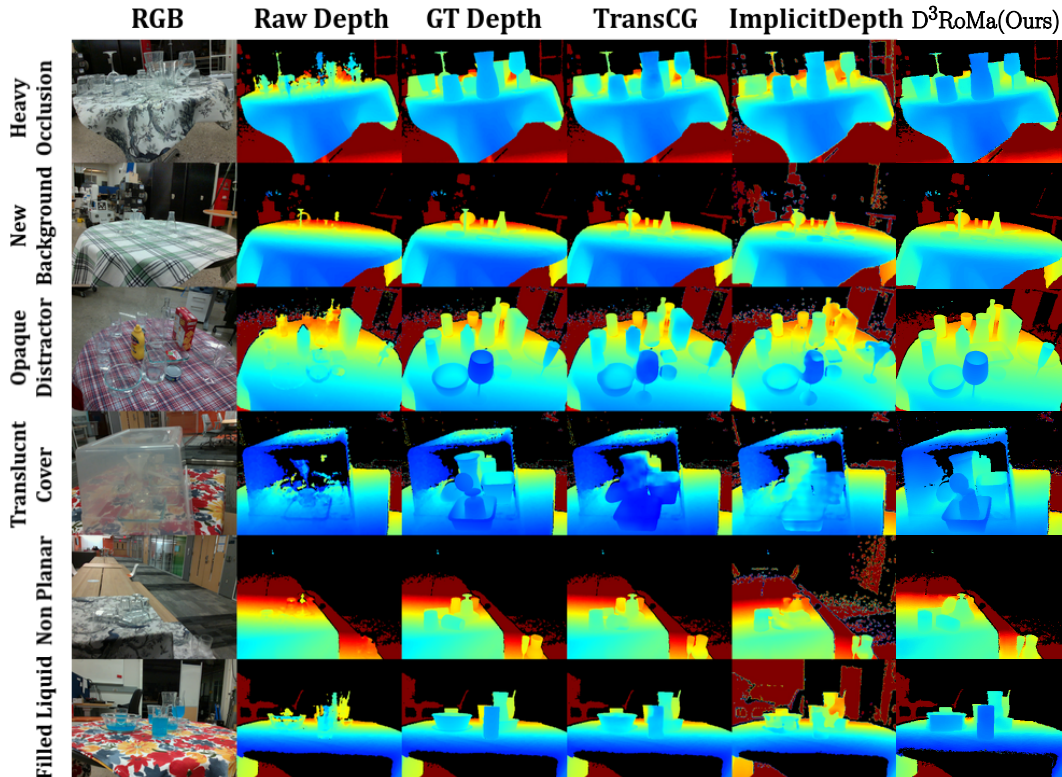 RGB Raw Depth GT Depth TransCG ImplicitDepth D³RoMa(Ours)
Heavy
Occlusion
New
Background
Opaque
Distractor
Translucnt
Cover
Non Planar
Filled Liquid